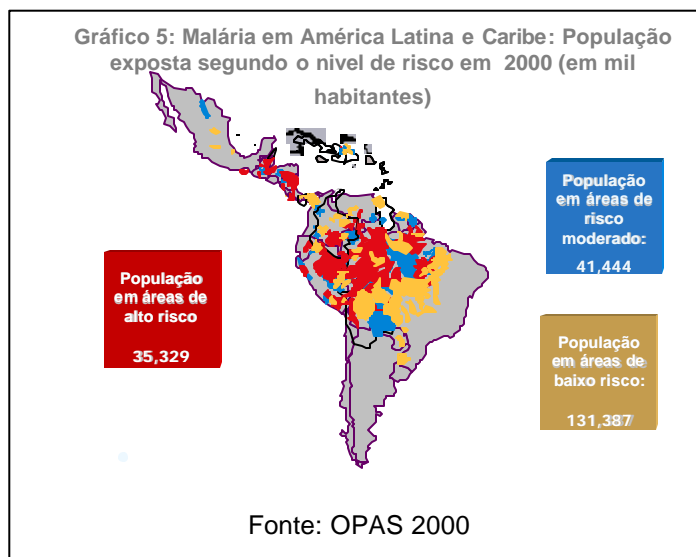 Gráfico 5: Malária em América Latina e Caribe: População
exposta segundo o nivel de risco em 2000 (em mil
habitantes)
População
em áreas de
risco
moderado:
41,444
População
em áreas de
alto risco
35,329
População
em áreas de
baixo risco:
131,387
Fonte: OPAS 2000